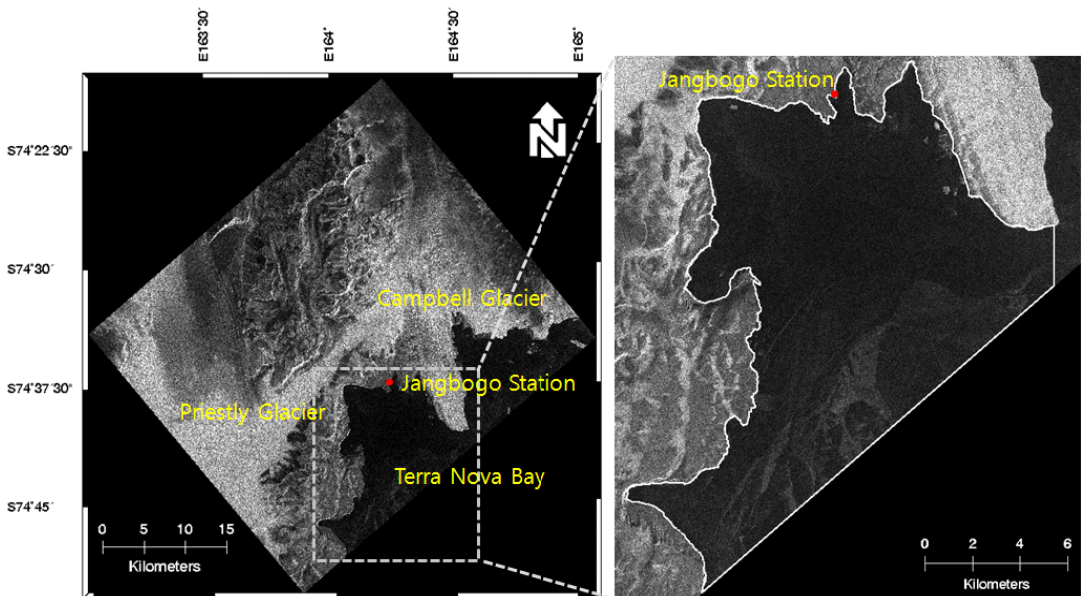 E163°30´
E164°
E164°30´
E165°
S74°22´30"
S74°30´
S74°37´30"
S74°45´
N
Campbell Glacier
Jangbogo Station
Priestly Glacier
Terra Nova Bay
0 5 10 15
Kilometers
Jangbogo Station
0 2 4 6
Kilometers